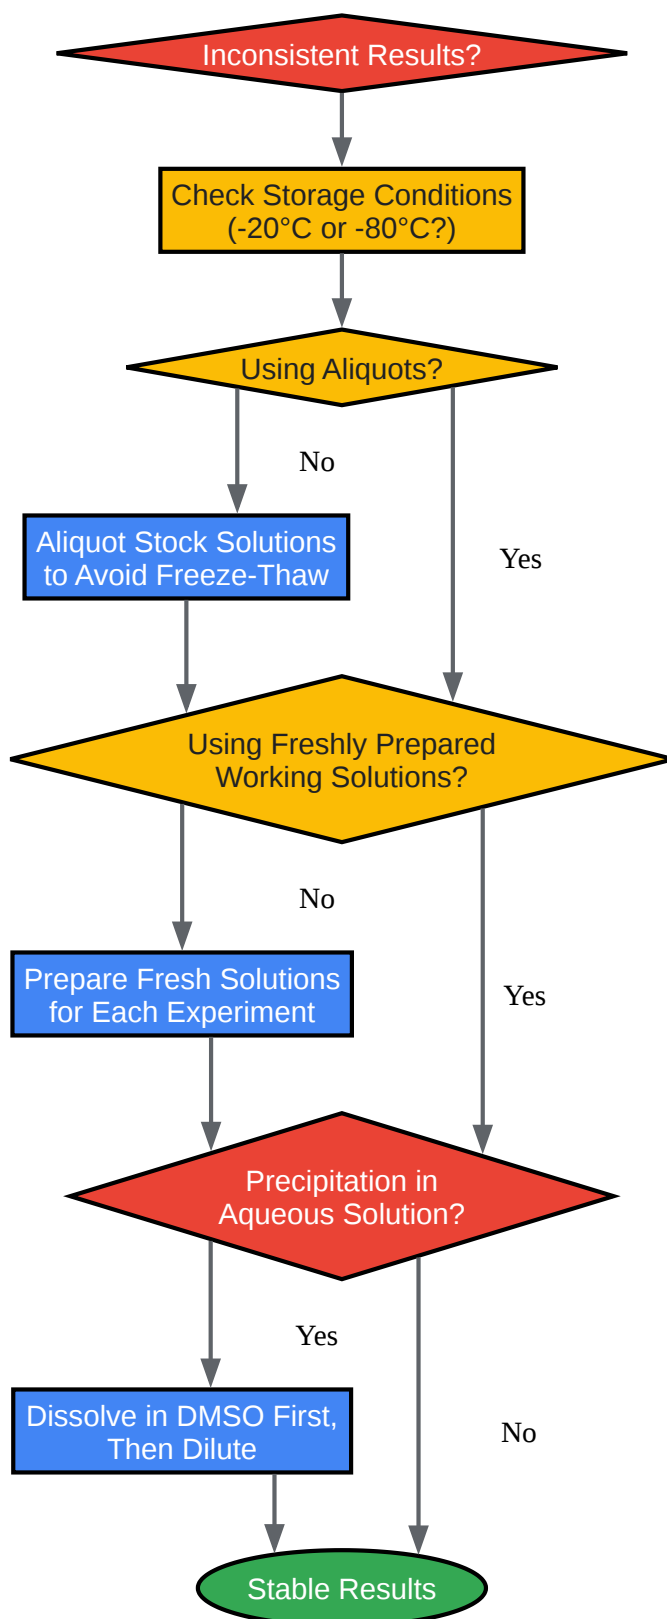 Inconsistent Results?
Check Storage Conditions
(-20°C or -80°C?)
Using Aliquots?
No
Aliquot Stock Solutions
to Avoid Freeze-Thaw
Yes
Using Freshly Prepared
Working Solutions?
No
Prepare Fresh Solutions
for Each Experiment
Yes
Precipitation in
Aqueous Solution?
Yes
Dissolve in DMSO First,
Then Dilute
No
Stable Results